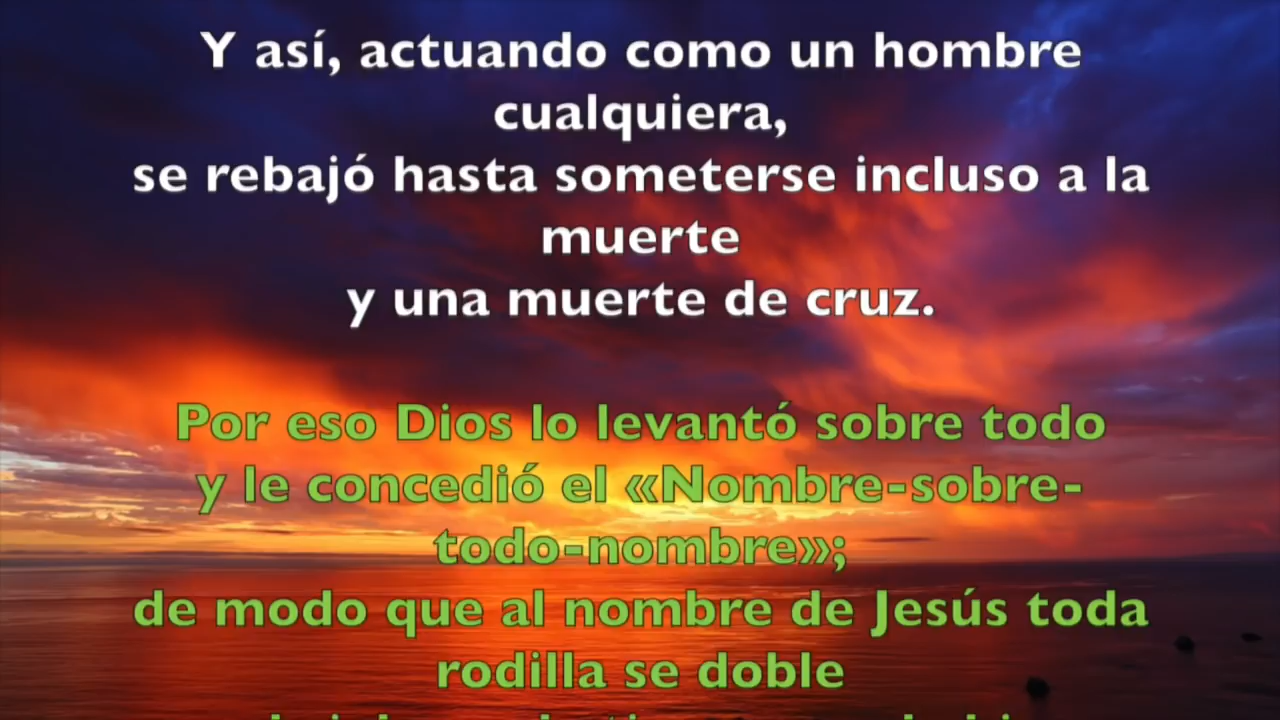 Y así, actuando como un hombre
cualquiera,
se rebajó hasta someterse incluso a la
muerte
y una muerte de cruz.
Por eso Dios lo levantó sobre todo
y le concedió el «Nombre-sobre-
todo-nombre»;
de modo que al nombre de Jesús toda
rodilla se doble